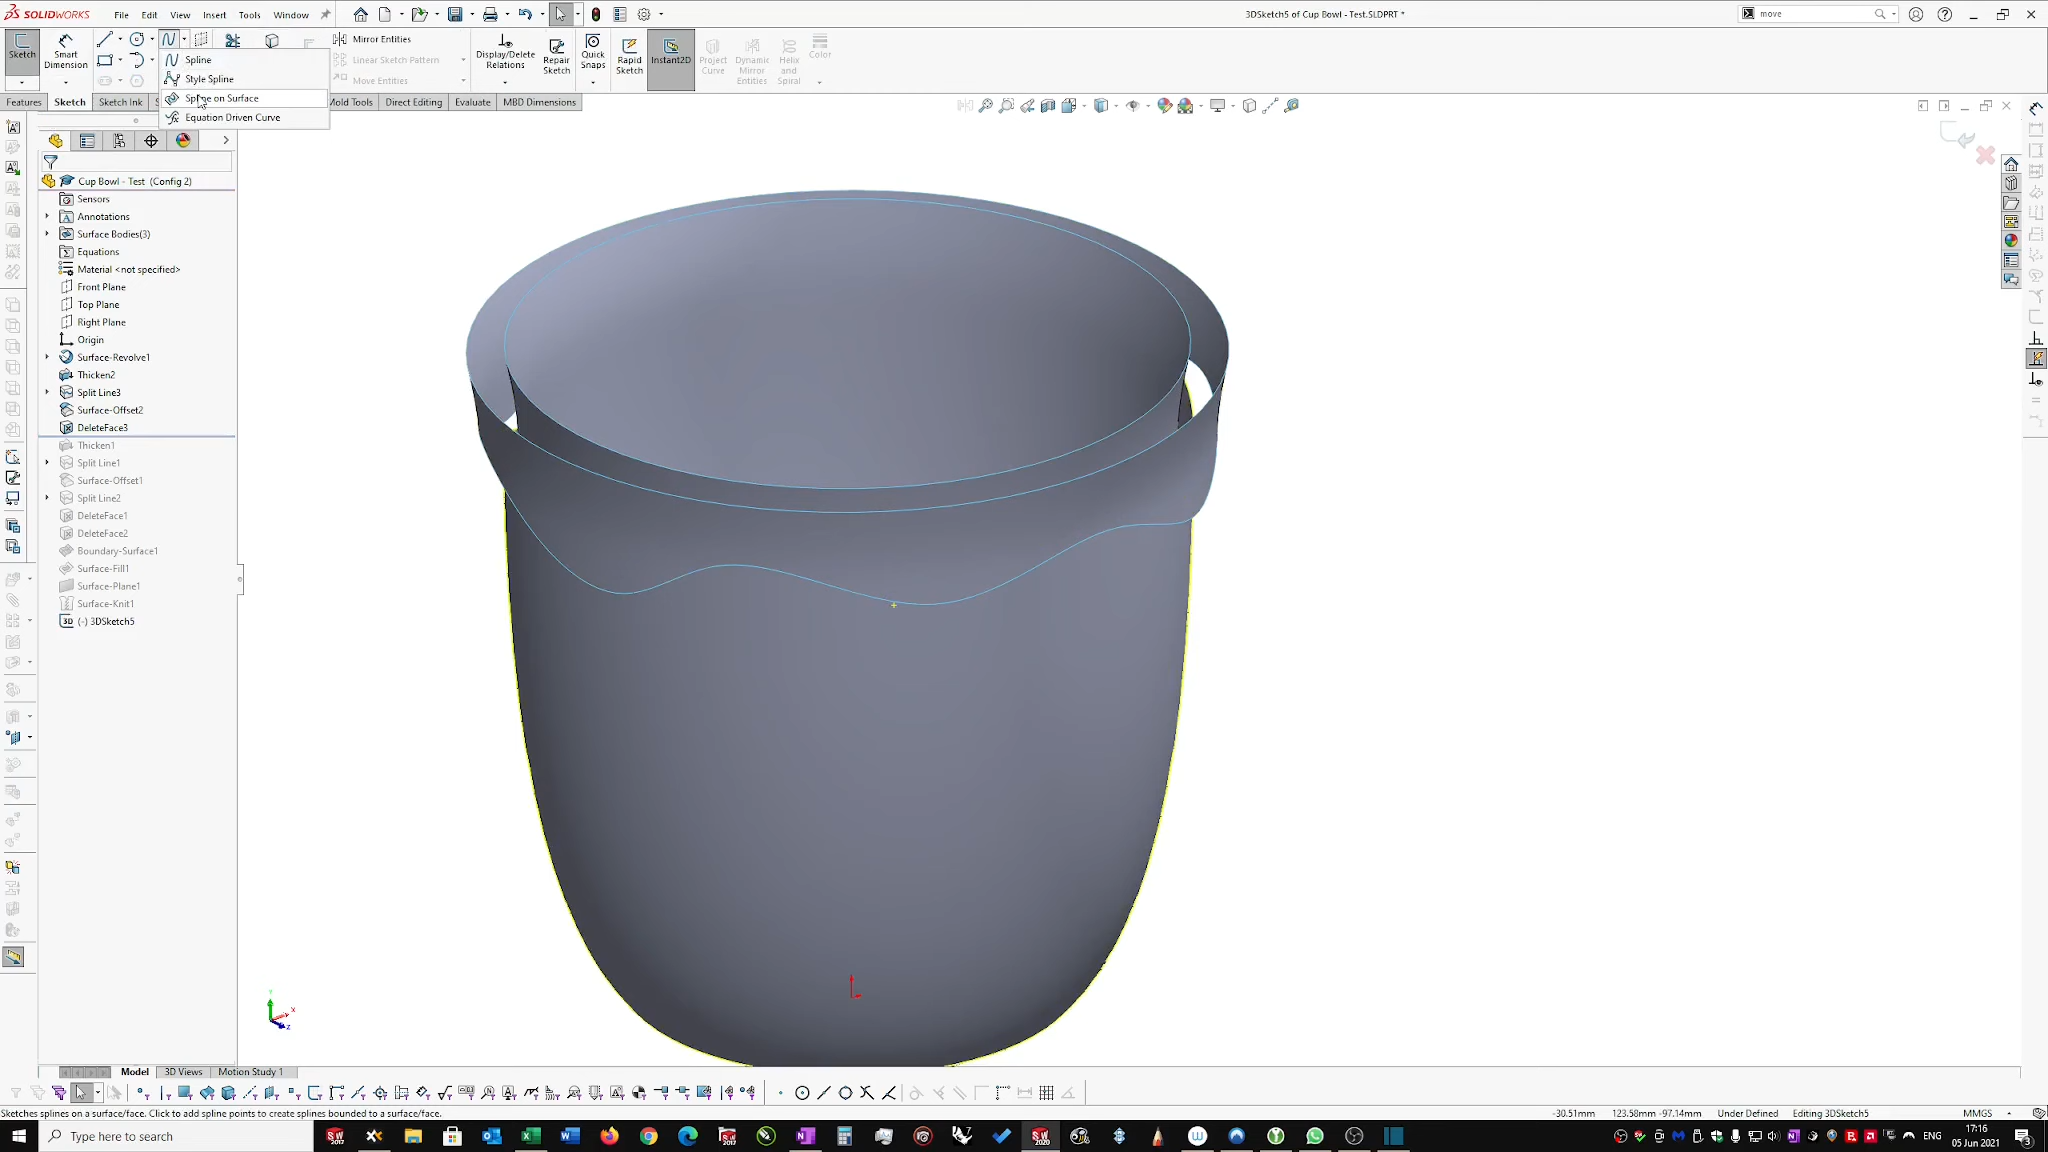 SOLIDWORKS
File
Edit
View
Insert
Tools
Window
3DSketch5 of Cup Bowl - Test.SLDPRT *
move
Sketch
Smart Dimension
Mirror Entities
Linear Sketch Pattern
Move Entities
Display/Delete Relations
Repair Sketch
Quick Snaps
Rapid Sketch
Instant2D
Project Curve
Dynamic Mirror Entities
Helix and Spiral
Color
Spline
Style Spline
Spline on Surface
Equation Driven Curve
Features
Sketch
Sketch Ink
Mold Tools
Direct Editing
Evaluate
MBD Dimensions
Cup Bowl - Test (Config 2)
Sensors
Annotations
Surface Bodies(3)
Equations
Material <not specified>
Front Plane
Top Plane
Right Plane
Origin
Surface-Revolve1
Thicken2
Split Line3
Surface-Offset2
DeleteFace3
Thicken1
Split Line1
Surface-Offset1
Split Line2
DeleteFace1
DeleteFace2
Boundary-Surface1
Surface-Fill1
Surface-Plane1
Surface-Knit1
3D (-) 3DSketch5
Model
3D Views
Motion Study 1
Sketches splines on a surface/face. Click to add spline points to create splines bounded to a surface/face.
-30.51mm 123.58mm -97.14mm Under Defined Editing 3DSketch5 MMGS
Type here to search
ENG
17:16
05 Jun 2021